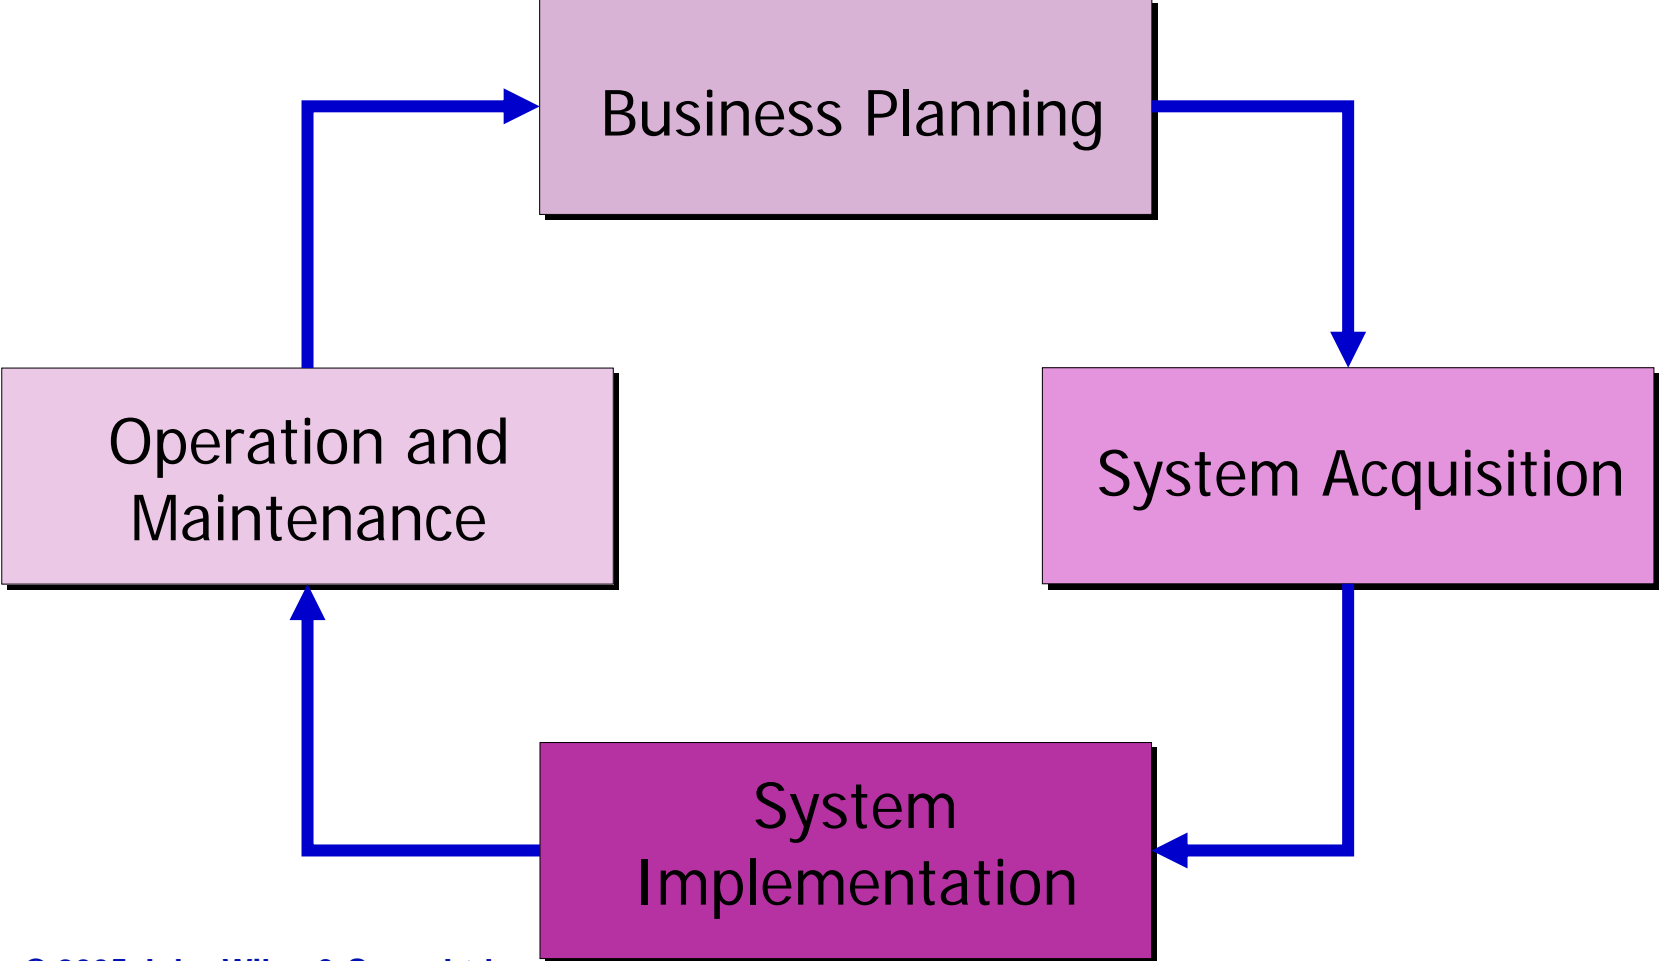 Business Planning
Operation and
Maintenance
System Acquisition
System
Implementation